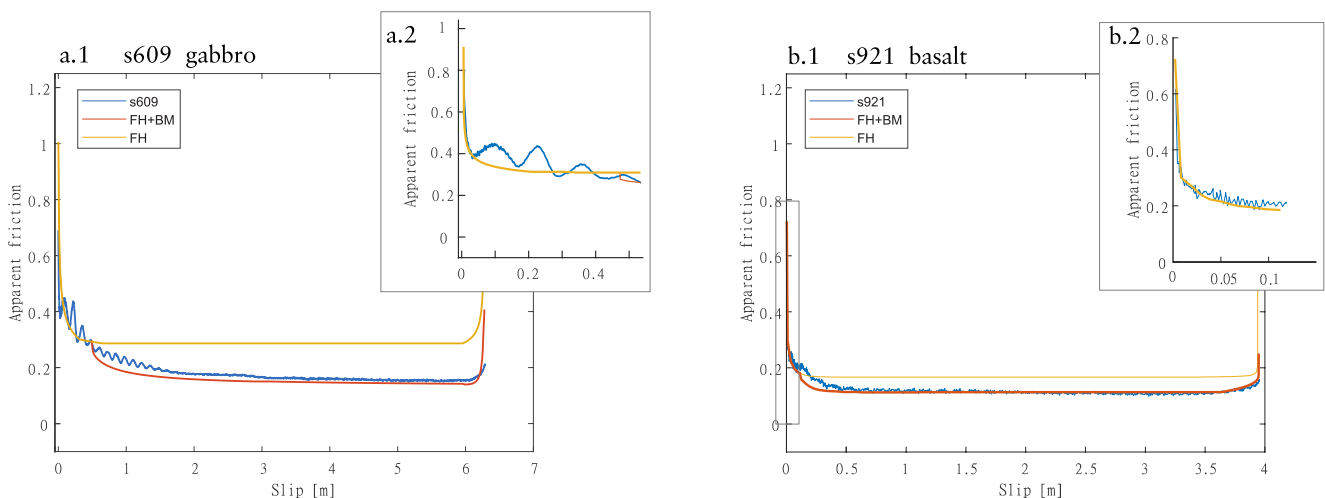 a.1 s609 gabbro
Apparent friction
1.2
1
0.8
0.6
0.4
0.2
0
s609
FH+BM
FH
0 1 2 3 4 5 6 7
Slip [m]
a.2
Apparent friction
1
0.8
0.6
0.4
0.2
0
0 0.2 0.4
b.1 s921 basalt
Apparent friction
1.2
1
0.8
0.6
0.4
0.2
0
s921
FH+BM
FH
0 0.5 1 1.5 2 2.5 3 3.5 4
Slip [m]
b.2
Apparent friction
0.8
0.6
0.4
0.2
0
0 0.05 0.1